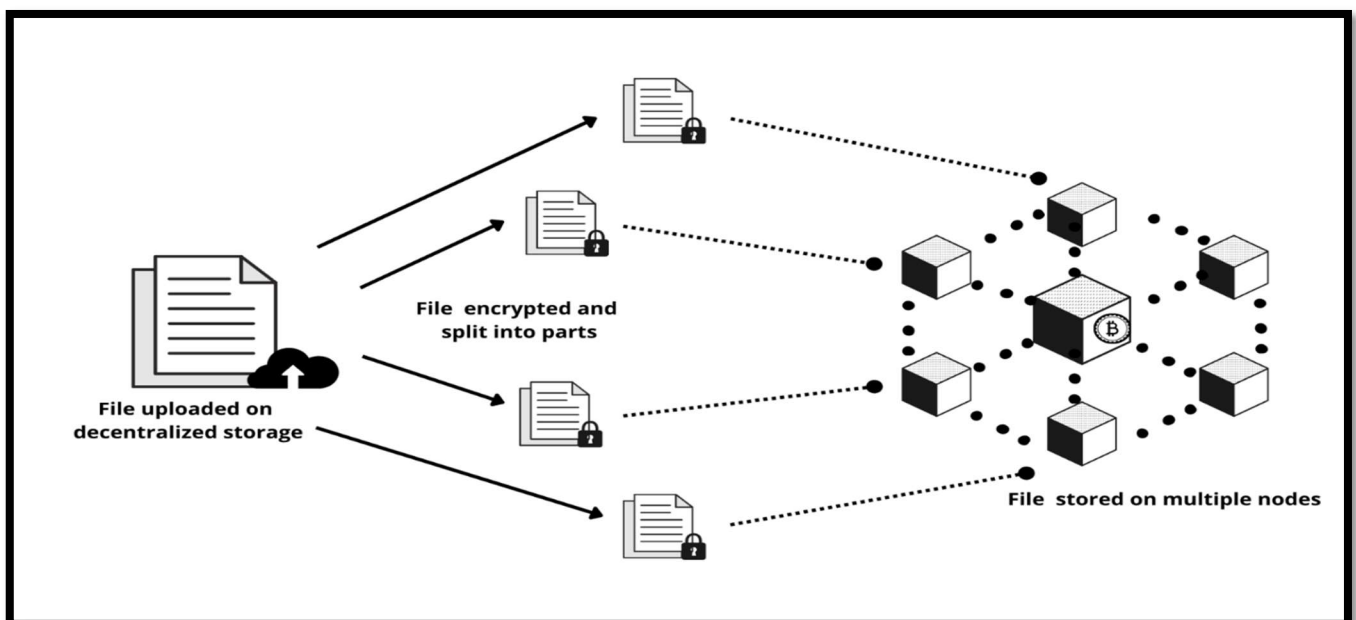 File encrypted and
split into parts
File uploaded on
decentralized storage
File stored on multiple nodes